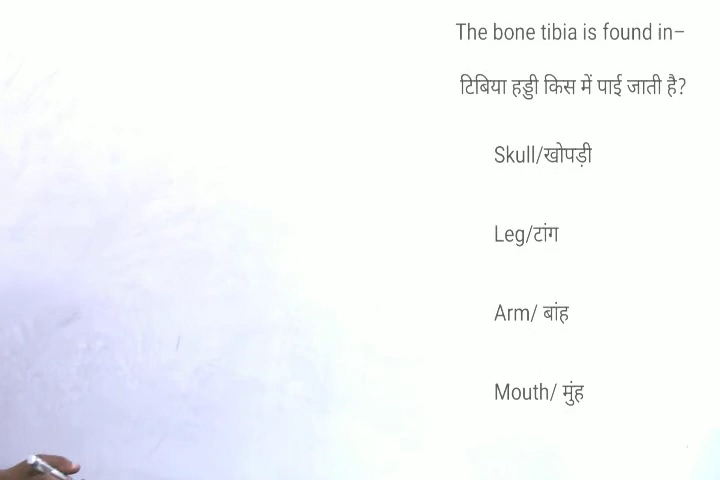 The bone tibia is found in–
टिबिया हड्डी किस में पाई जाती है?
Skull/खोपड़ी
Leg/टांग
Arm/ बांह
Mouth/ मुंह